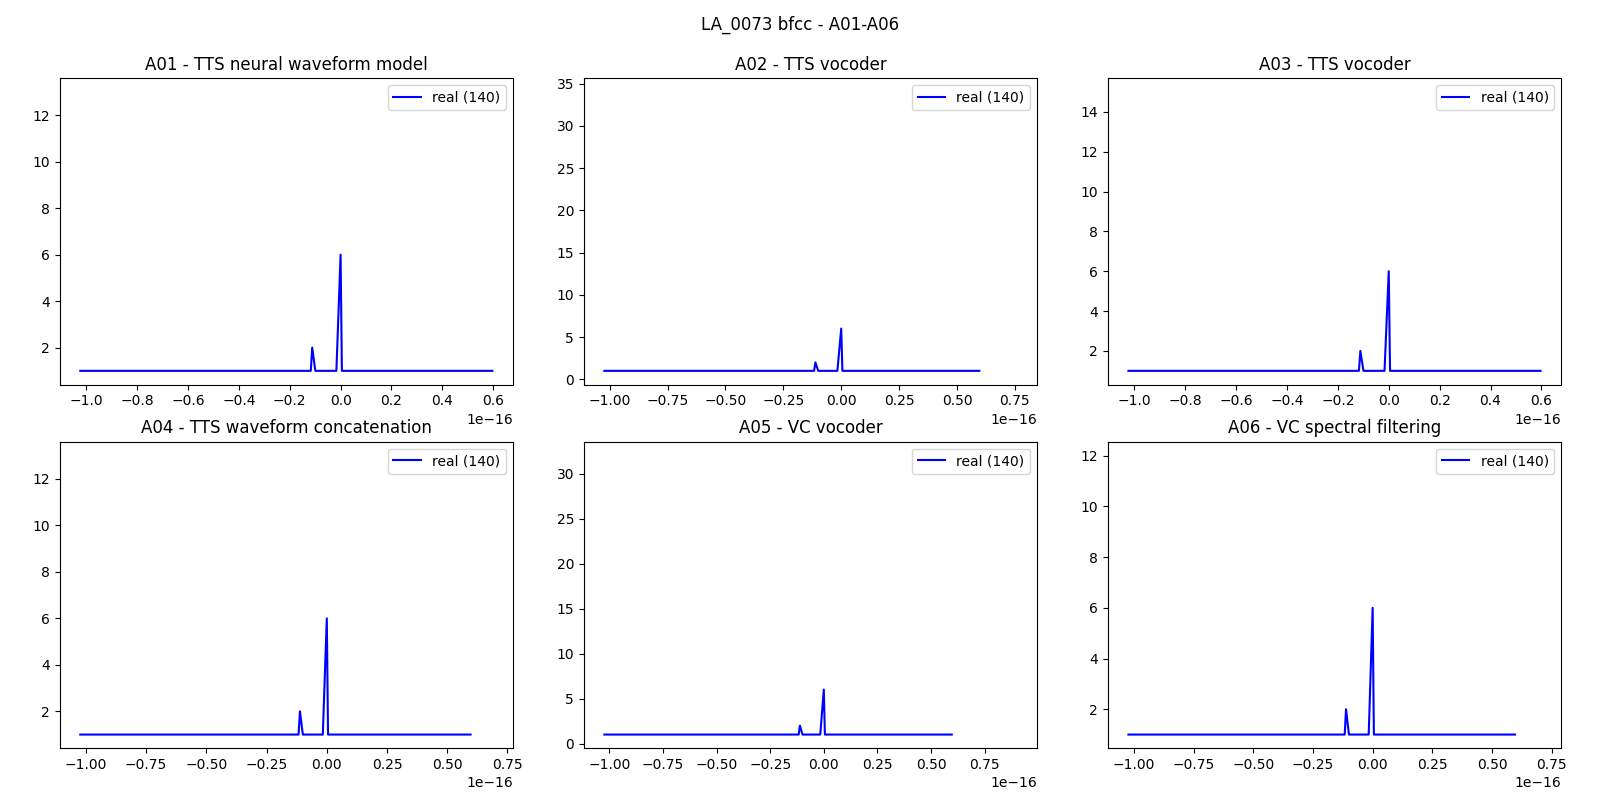 LA_0073 bfcc - A01-A06
A01 - TTS neural waveform model
real (140)
12
10
8
6
4
2
−1.0 −0.8 −0.6 −0.4 −0.2 0.0 0.2 0.4 0.6
1e−16
A02 - TTS vocoder
real (140)
35
30
25
20
15
10
5
0
−1.00 −0.75 −0.50 −0.25 0.00 0.25 0.50 0.75
1e−16
A03 - TTS vocoder
real (140)
14
12
10
8
6
4
2
−1.0 −0.8 −0.6 −0.4 −0.2 0.0 0.2 0.4 0.6
1e−16
A04 - TTS waveform concatenation
real (140)
12
10
8
6
4
2
−1.00 −0.75 −0.50 −0.25 0.00 0.25 0.50 0.75
1e−16
A05 - VC vocoder
real (140)
30
25
20
15
10
5
0
−1.00 −0.75 −0.50 −0.25 0.00 0.25 0.50 0.75
1e−16
A06 - VC spectral filtering
real (140)
12
10
8
6
4
2
−1.00 −0.75 −0.50 −0.25 0.00 0.25 0.50 0.75
1e−16